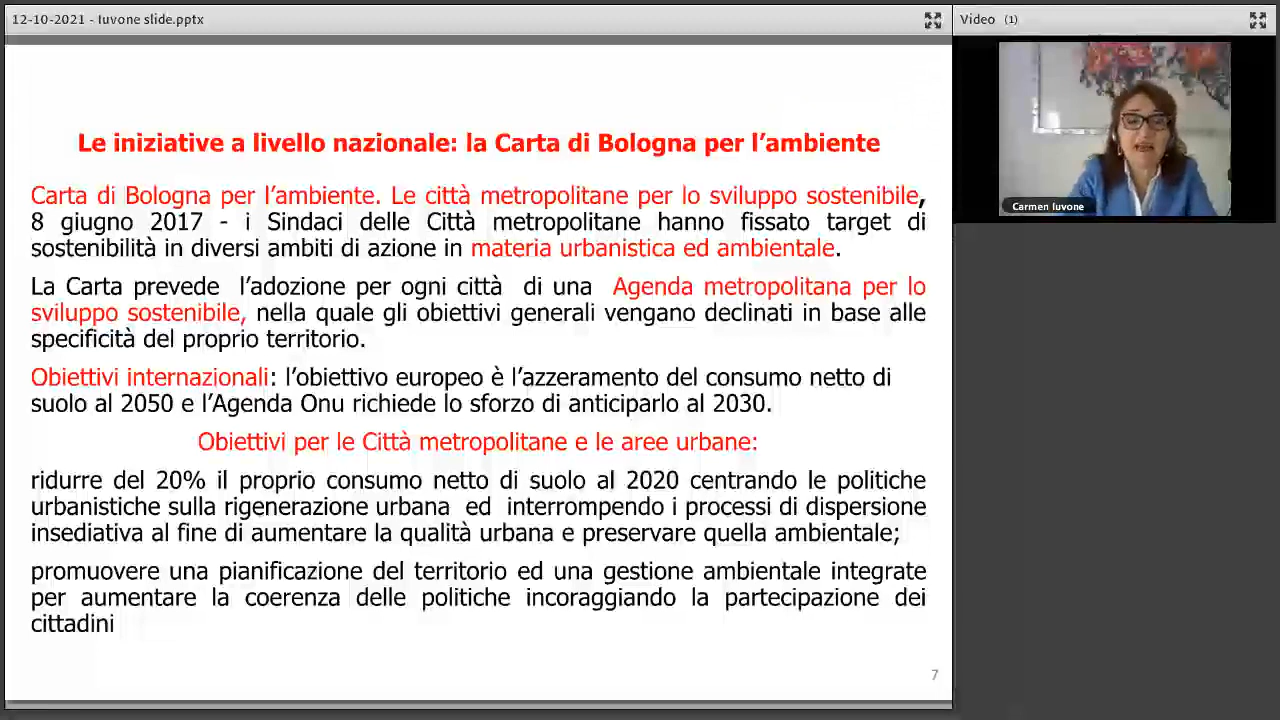 12-10-2021 - Iuvone slide.pptx
Video (1)
Carmen Iuvone
Le iniziative a livello nazionale: la Carta di Bologna per l’ambiente
Carta di Bologna per l’ambiente. Le città metropolitane per lo sviluppo sostenibile,
8 giugno 2017 - i Sindaci delle Città metropolitane hanno fissato target di
sostenibilità in diversi ambiti di azione in materia urbanistica ed ambientale.
La Carta prevede l’adozione per ogni città di una Agenda metropolitana per lo
sviluppo sostenibile, nella quale gli obiettivi generali vengano declinati in base alle
specificità del proprio territorio.
Obiettivi internazionali: l’obiettivo europeo è l’azzeramento del consumo netto di
suolo al 2050 e l’Agenda Onu richiede lo sforzo di anticiparlo al 2030.
Obiettivi per le Città metropolitane e le aree urbane:
ridurre del 20% il proprio consumo netto di suolo al 2020 centrando le politiche
urbanistiche sulla rigenerazione urbana ed interrompendo i processi di dispersione
insediativa al fine di aumentare la qualità urbana e preservare quella ambientale;
promuovere una pianificazione del territorio ed una gestione ambientale integrate
per aumentare la coerenza delle politiche incoraggiando la partecipazione dei
cittadini
7